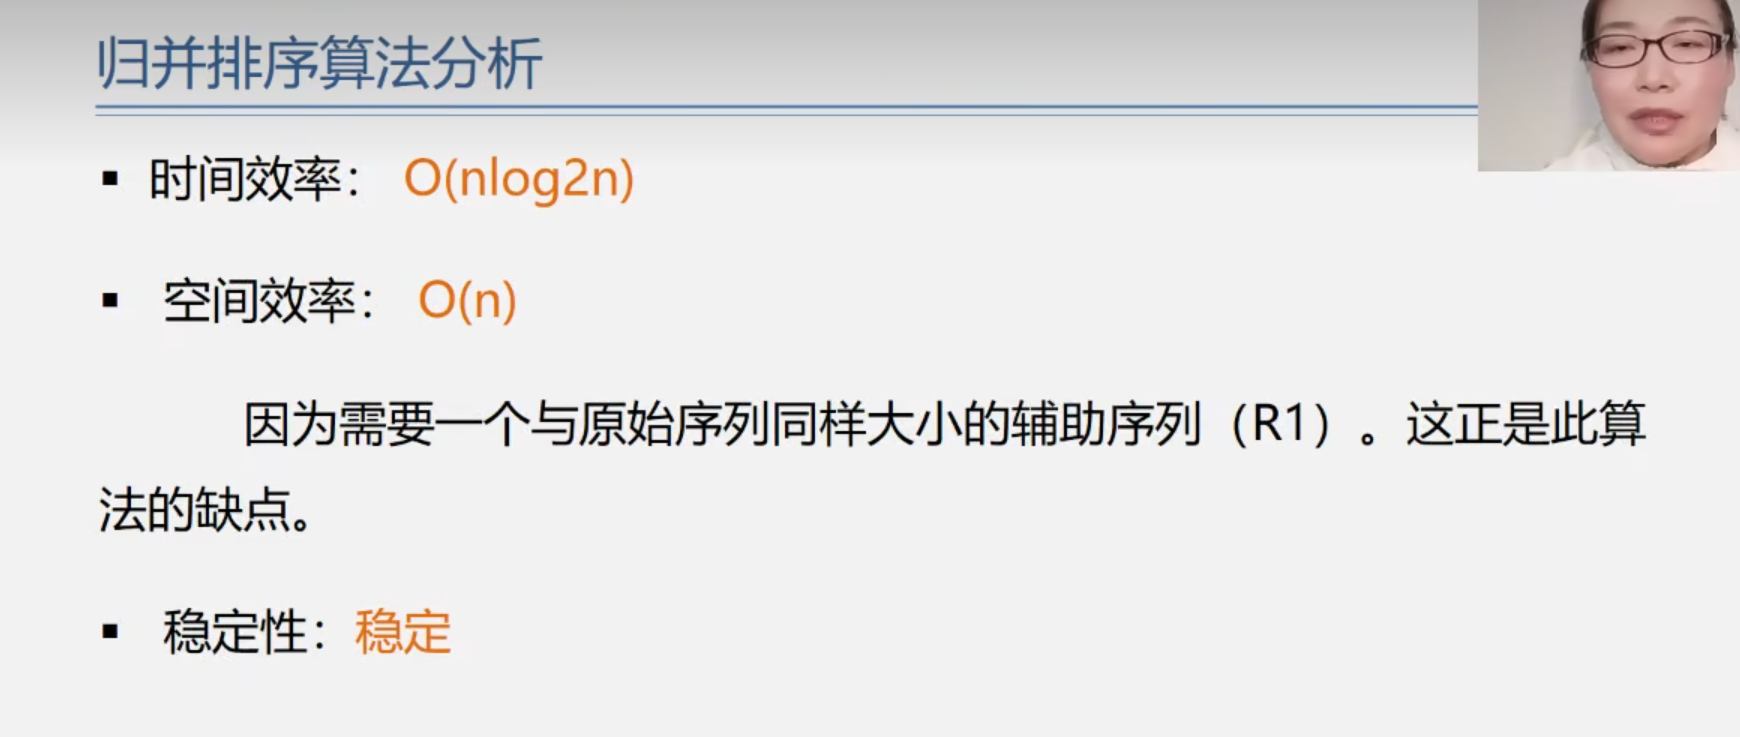 归并排序算法分析
▪ 时间效率： O(nlog2n)
▪ 空间效率： O(n)
因为需要一个与原始序列同样大小的辅助序列（R1）。这正是此算
法的缺点。
▪ 稳定性：稳定